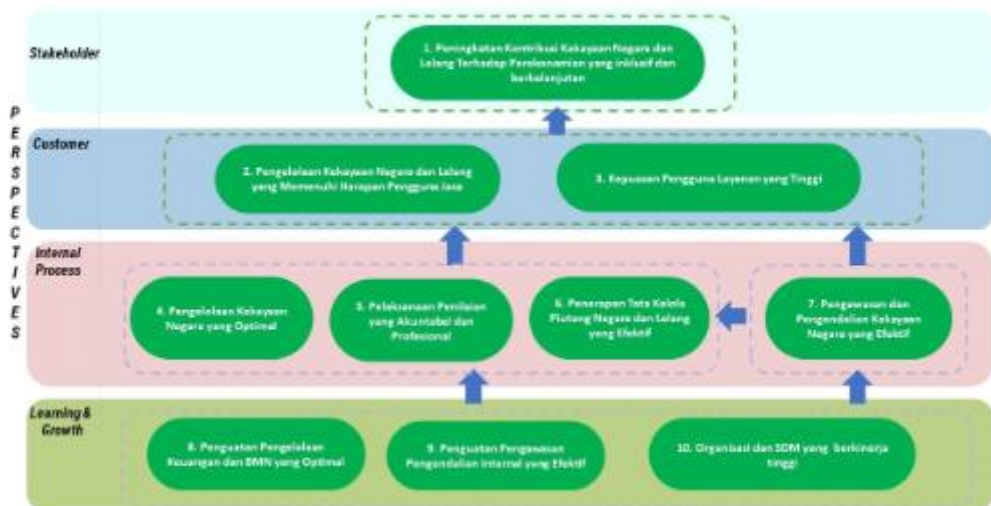 Stakeholder
1. Peningkatan Kontribusi Kekayaan Negara dan
Lelang Terhadap Perekonomian yang inklusif dan
berkelanjutan
PERSPECTIVES
Customer
2. Pengelolaan Kekayaan Negara dan Lelang
yang Memenuhi Harapan Pengguna Jasa
3. Kepuasan Pengguna Layanan yang Tinggi
Internal
Process
4. Pengelolaan Kekayaan
Negara yang Optimal
5. Pelaksanaan Penilaian
yang Akuntabel dan
Profesional
6. Penerapan Tata Kelola
Piutang Negara dan Lelang
yang Efektif
7. Pengawasan dan
Pengendalian Kekayaan
Negara yang Efektif
Learning &
Growth
8. Penguatan Pengelolaan
Keuangan dan BMN yang Optimal
9. Penguatan Pengawasan
Pengendalian Internal yang Efektif
10. Organisasi dan SDM yang berkinerja
tinggi